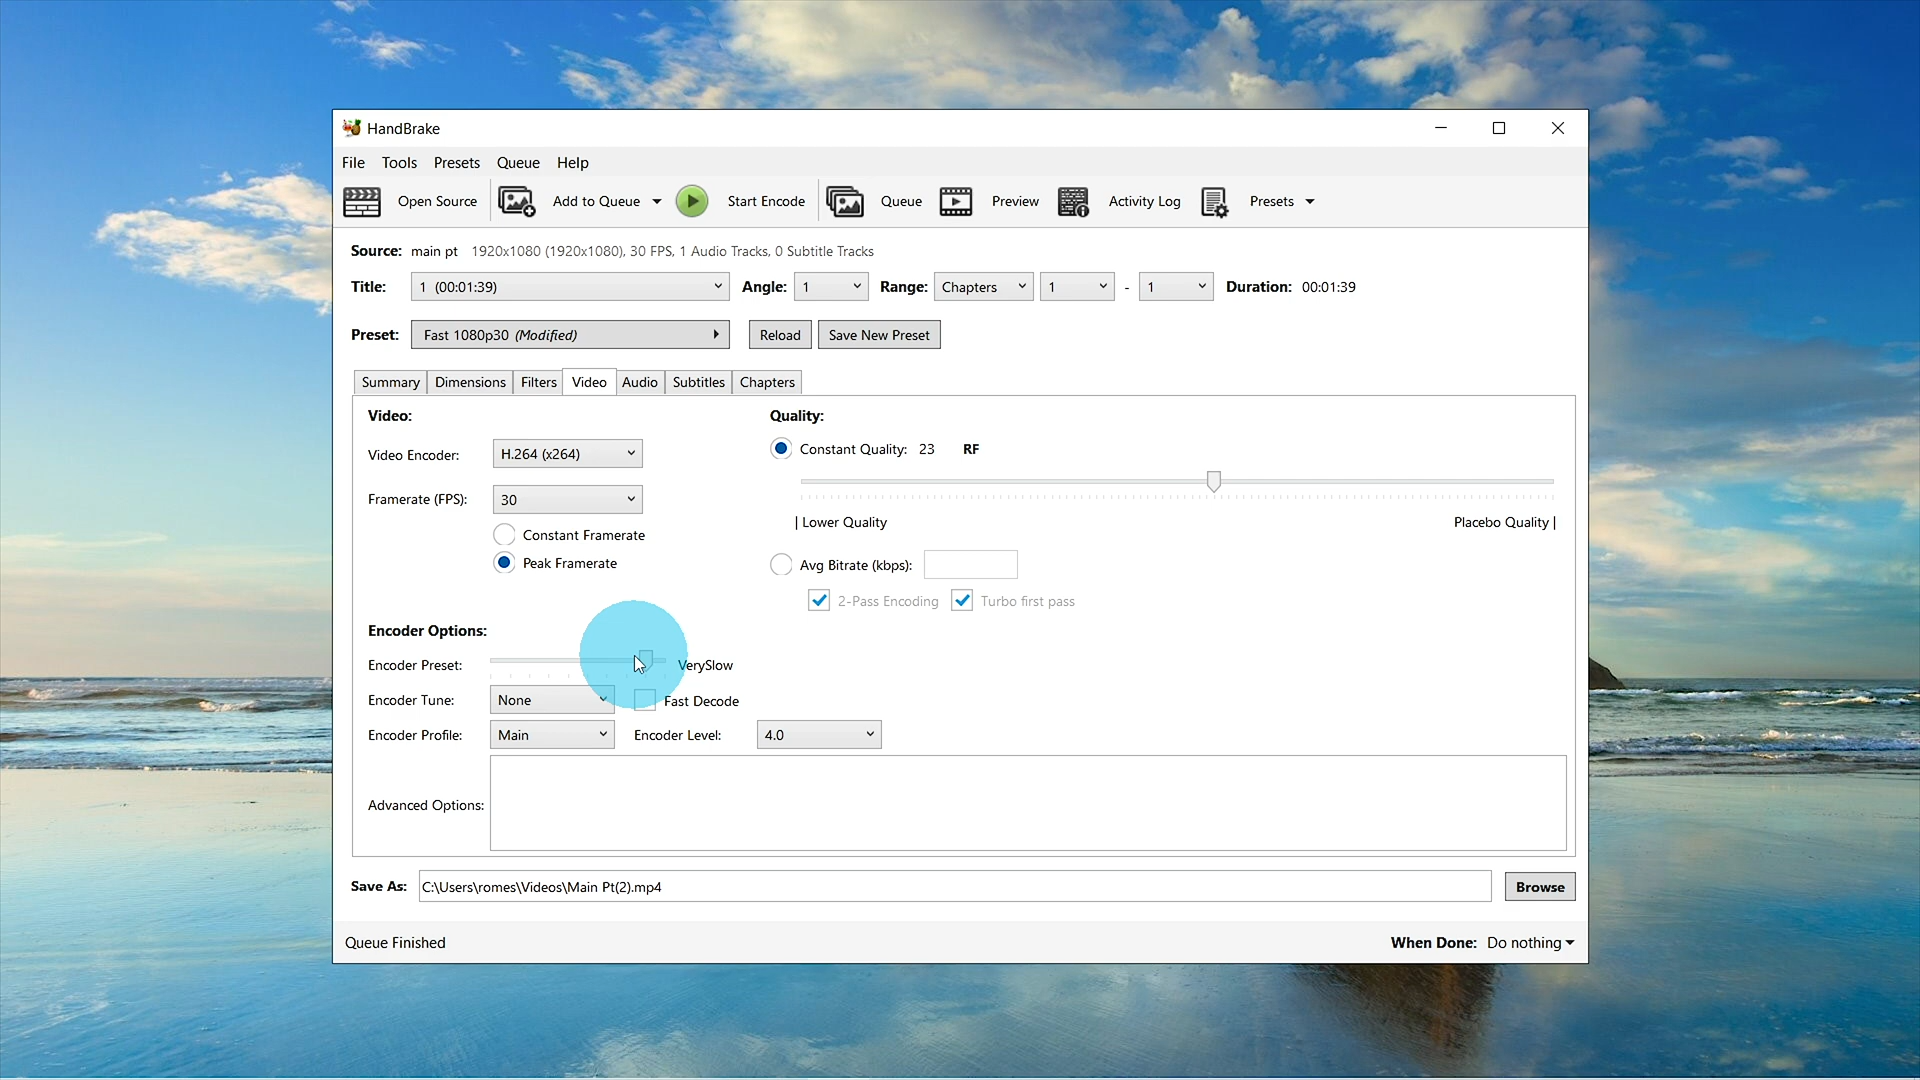 HandBrake
File Tools Presets Queue Help
Open Source Add to Queue Start Encode Queue Preview Activity Log Presets
Source: main pt 1920x1080 (1920x1080), 30 FPS, 1 Audio Tracks, 0 Subtitle Tracks
Title: 1 (00:01:39) Angle: 1 Range: Chapters 1 - 1 Duration: 00:01:39
Preset: Fast 1080p30 (Modified) Reload Save New Preset
Summary Dimensions Filters Video Audio Subtitles Chapters
Video: Quality:
Video Encoder: H.264 (x264) Constant Quality: 23 RF
Framerate (FPS): 30
| Lower Quality Placebo Quality |
Constant Framerate
Peak Framerate Avg Bitrate (kbps):
2-Pass Encoding Turbo first pass
Encoder Options:
Encoder Preset: VerySlow
Encoder Tune: None Fast Decode
Encoder Profile: Main Encoder Level: 4.0
Advanced Options:
Save As: C:\Users\romes\Videos\Main Pt(2).mp4 Browse
Queue Finished When Done: Do nothing